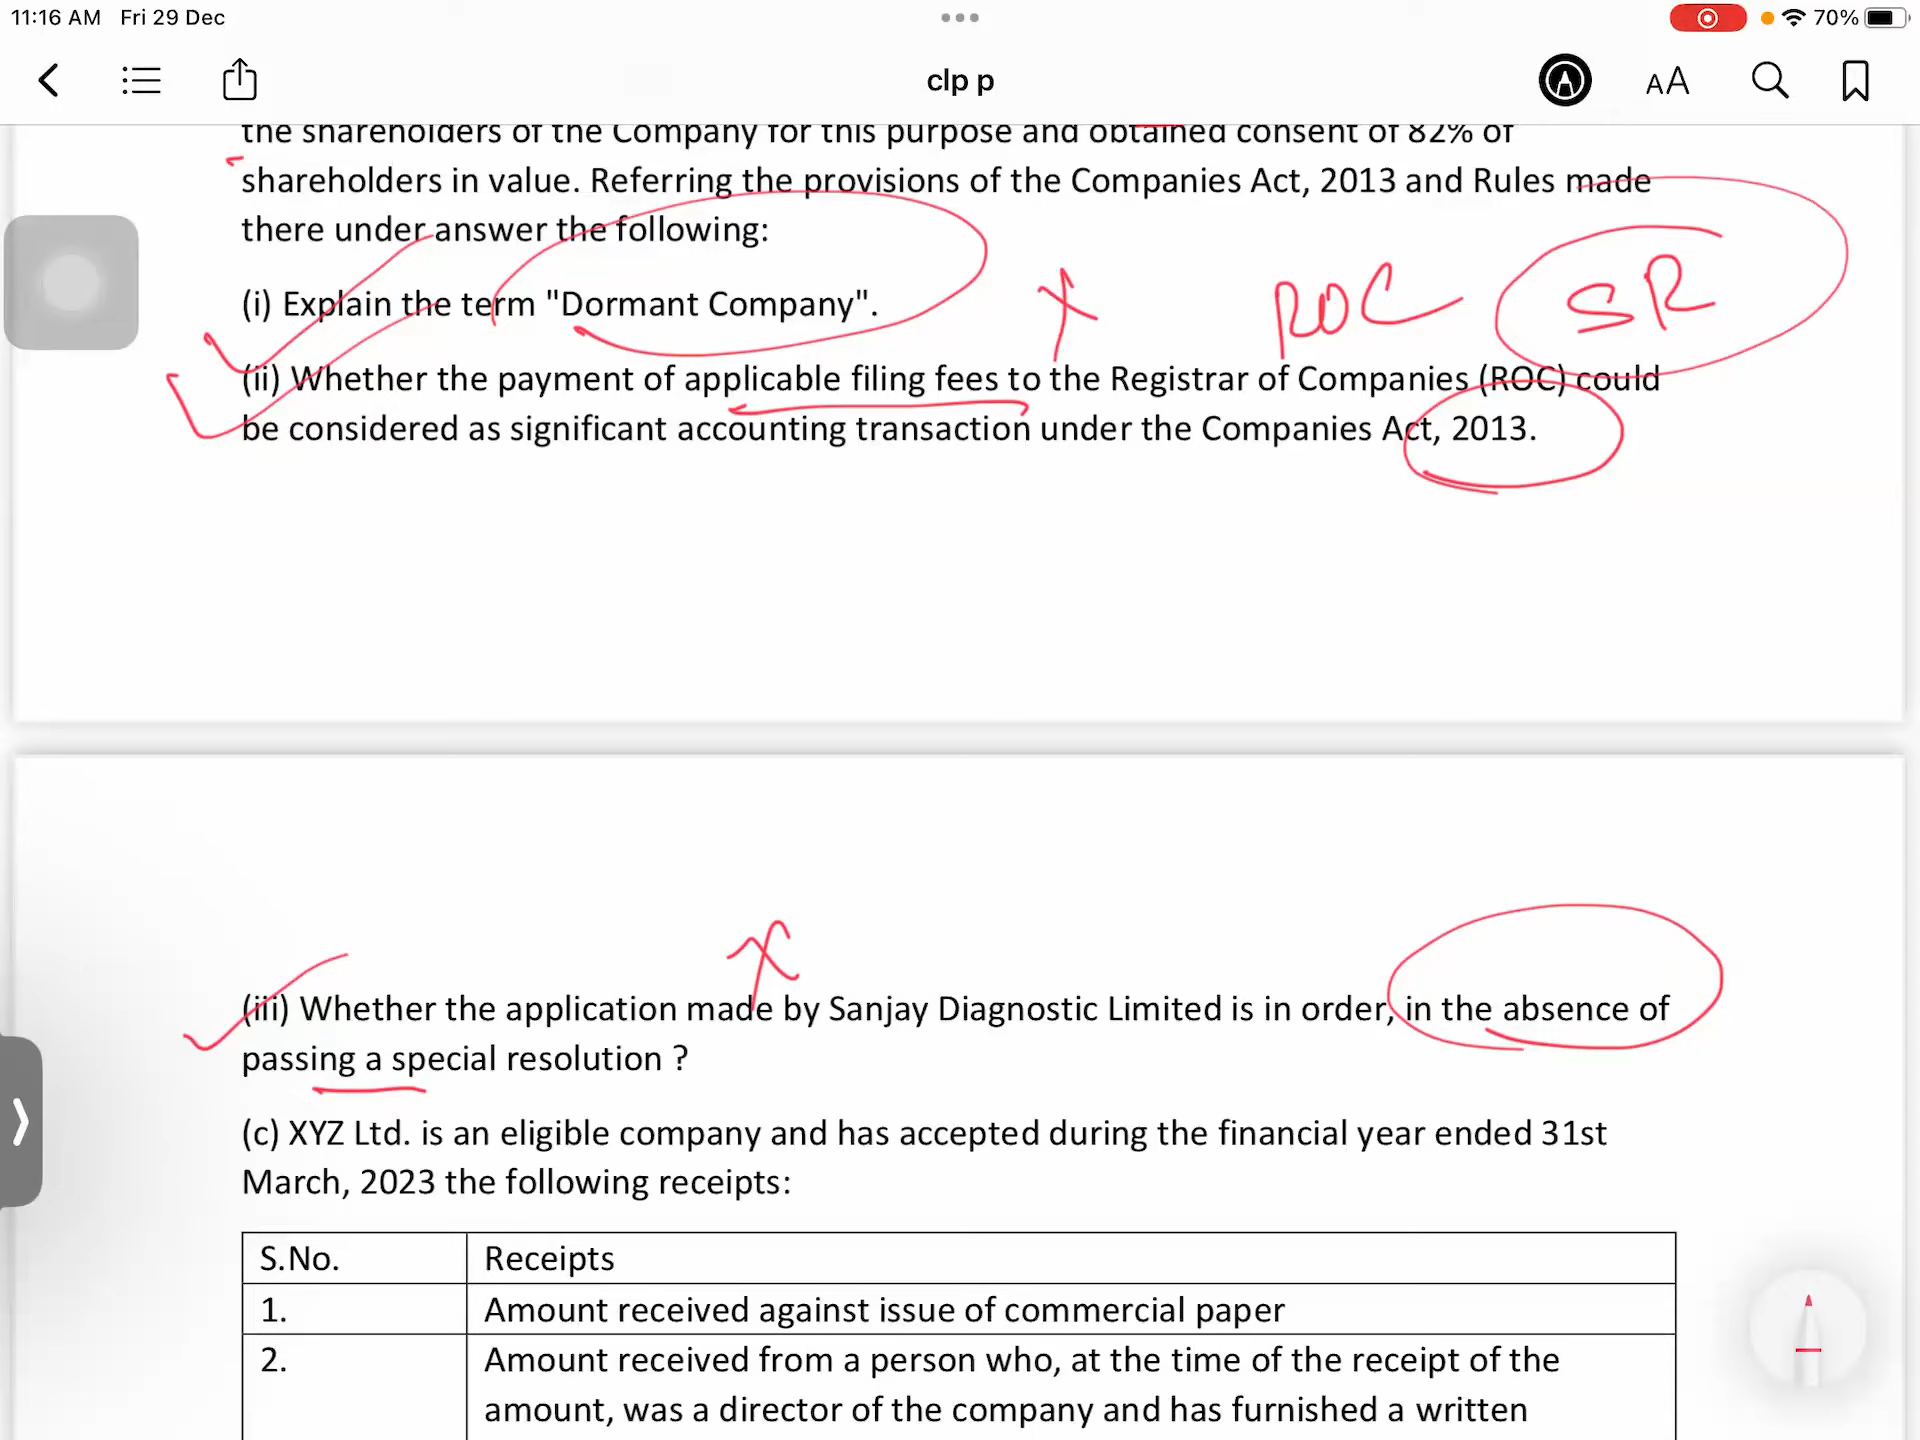 11:16 AM Fri 29 Dec
70%
clp p
AA
the shareholders of the Company for this purpose and obtained consent of 82% of
shareholders in value. Referring the provisions of the Companies Act, 2013 and Rules made
there under answer the following:
(i) Explain the term "Dormant Company".
X ROC SR
(ii) Whether the payment of applicable filing fees to the Registrar of Companies (ROC) could
be considered as significant accounting transaction under the Companies Act, 2013.
X
(iii) Whether the application made by Sanjay Diagnostic Limited is in order, in the absence of
passing a special resolution ?
(c) XYZ Ltd. is an eligible company and has accepted during the financial year ended 31st
March, 2023 the following receipts:
S.No. Receipts
1. Amount received against issue of commercial paper
2. Amount received from a person who, at the time of the receipt of the
amount, was a director of the company and has furnished a written